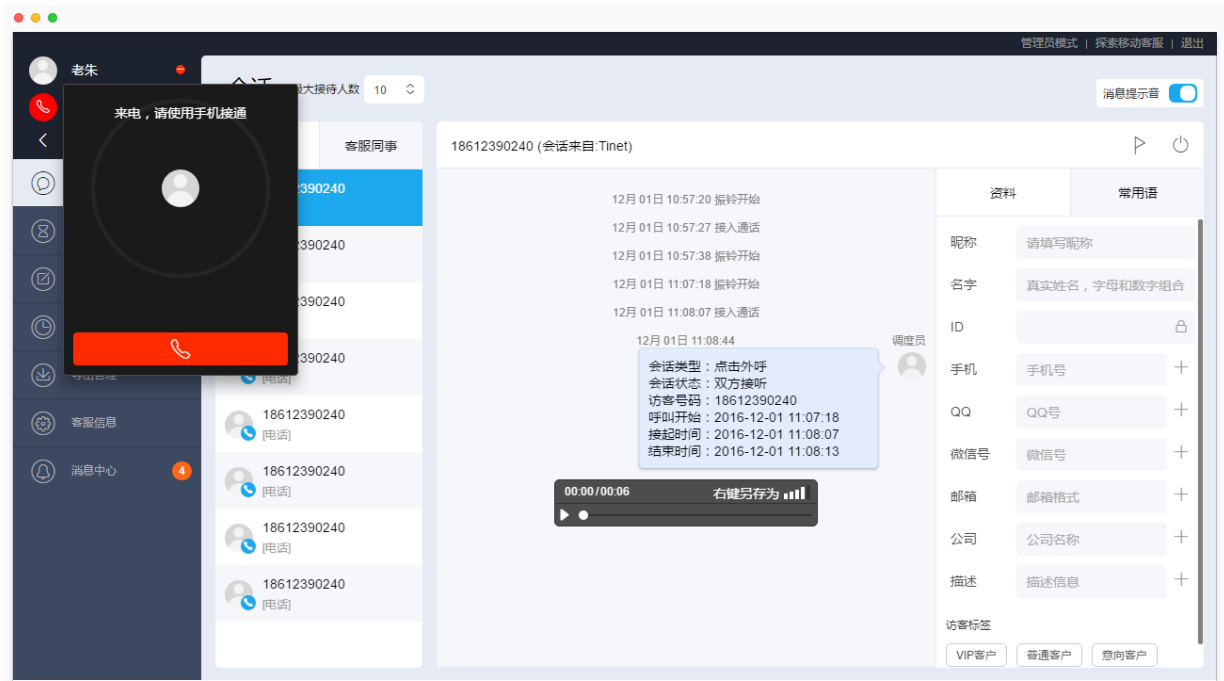 管理员模式 | 探索移动客服 | 退出
老朱
来电，请使用手机接通
大接待人数 10
消息提示音
客服同事
18612390240 (会话来自:Tinet)
资料
常用语
390240
390240
390240
390240
[电话]
18612390240
[电话]
18612390240
[电话]
18612390240
[电话]
18612390240
[电话]
客服信息
消息中心 4
12月 01日 10:57:20 振铃开始
12月 01日 10:57:27 接入通话
12月 01日 10:57:38 振铃开始
12月 01日 11:07:18 振铃开始
12月 01日 11:08:07 接入通话
12月 01日 11:08:44
调度员
会话类型：点击外呼
会话状态：双方接听
访客号码：18612390240
呼叫开始：2016-12-01 11:07:18
接起时间：2016-12-01 11:08:07
结束时间：2016-12-01 11:08:13
00:00/00:06 右键另存为
昵称 请填写昵称
名字 真实姓名，字母和数字组合
ID
手机 手机号
QQ QQ号
微信号 微信号
邮箱 邮箱格式
公司 公司名称
描述 描述信息
访客标签
VIP客户 普通客户 意向客户